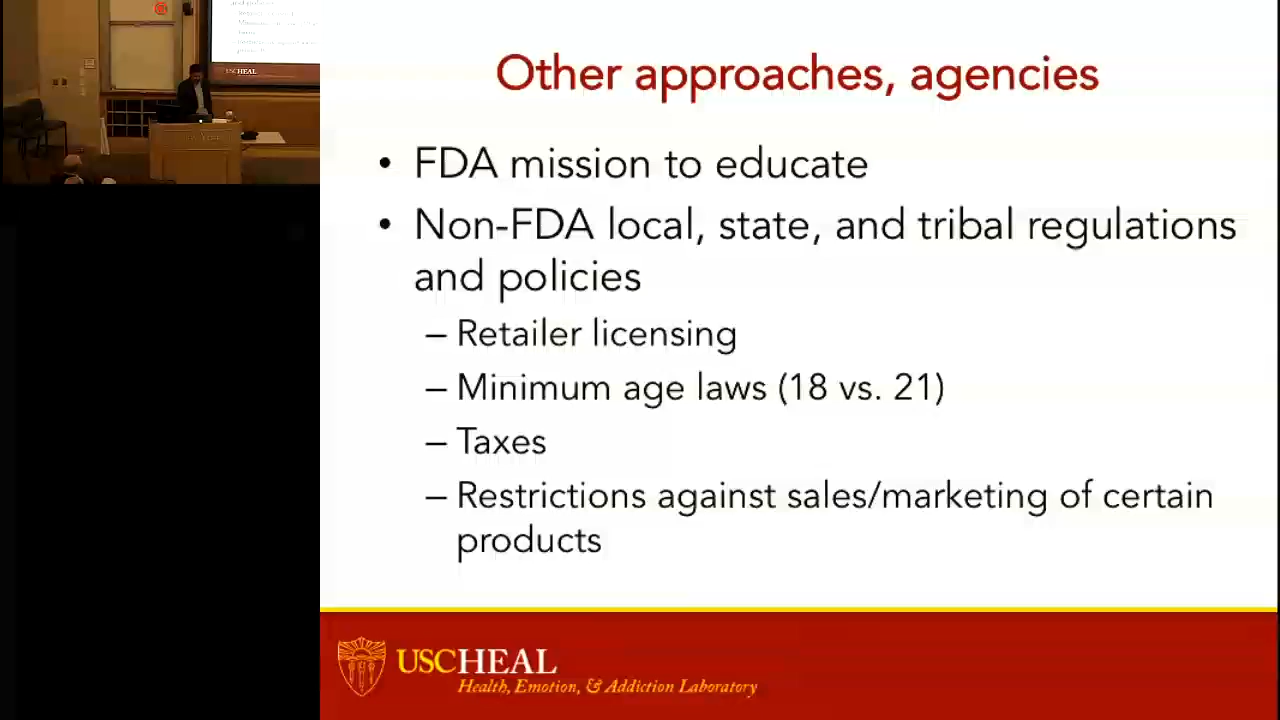 Other approaches, agencies
• FDA mission to educate
• Non-FDA local, state, and tribal regulations
and policies
– Retailer licensing
– Minimum age laws (18 vs. 21)
– Taxes
– Restrictions against sales/marketing of certain
products
USCHEAL
Health, Emotion, & Addiction Laboratory
USCHEAL